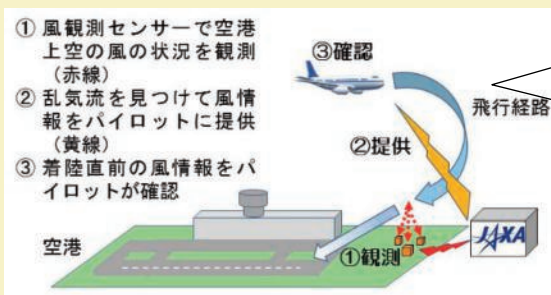 ① 風観測センサーで空港
上空の風の状況を観測
（赤線）
② 乱気流を見つけて風情
報をパイロットに提供
（黄線）
③ 着陸直前の風情報をパ
イロットが確認
③確認
飛行経路
②提供
空港
①観測
JAXA